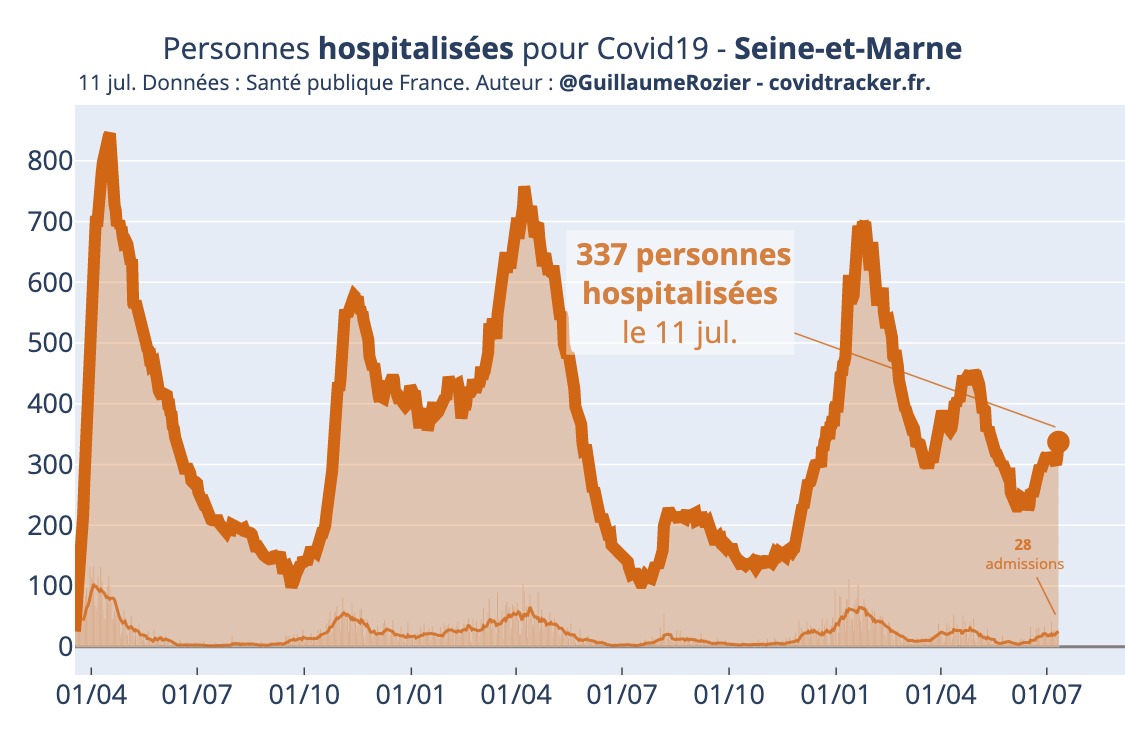 Personnes hospitalisées pour Covid19 - Seine-et-Marne
11 jul. Données : Santé publique France. Auteur : @GuillaumeRozier - covidtracker.fr.
800
700
600
500
400
300
200
100
0
337 personnes
hospitalisées
le 11 jul.
28
admissions
01/04 01/07 01/10 01/01 01/04 01/07 01/10 01/01 01/04 01/07